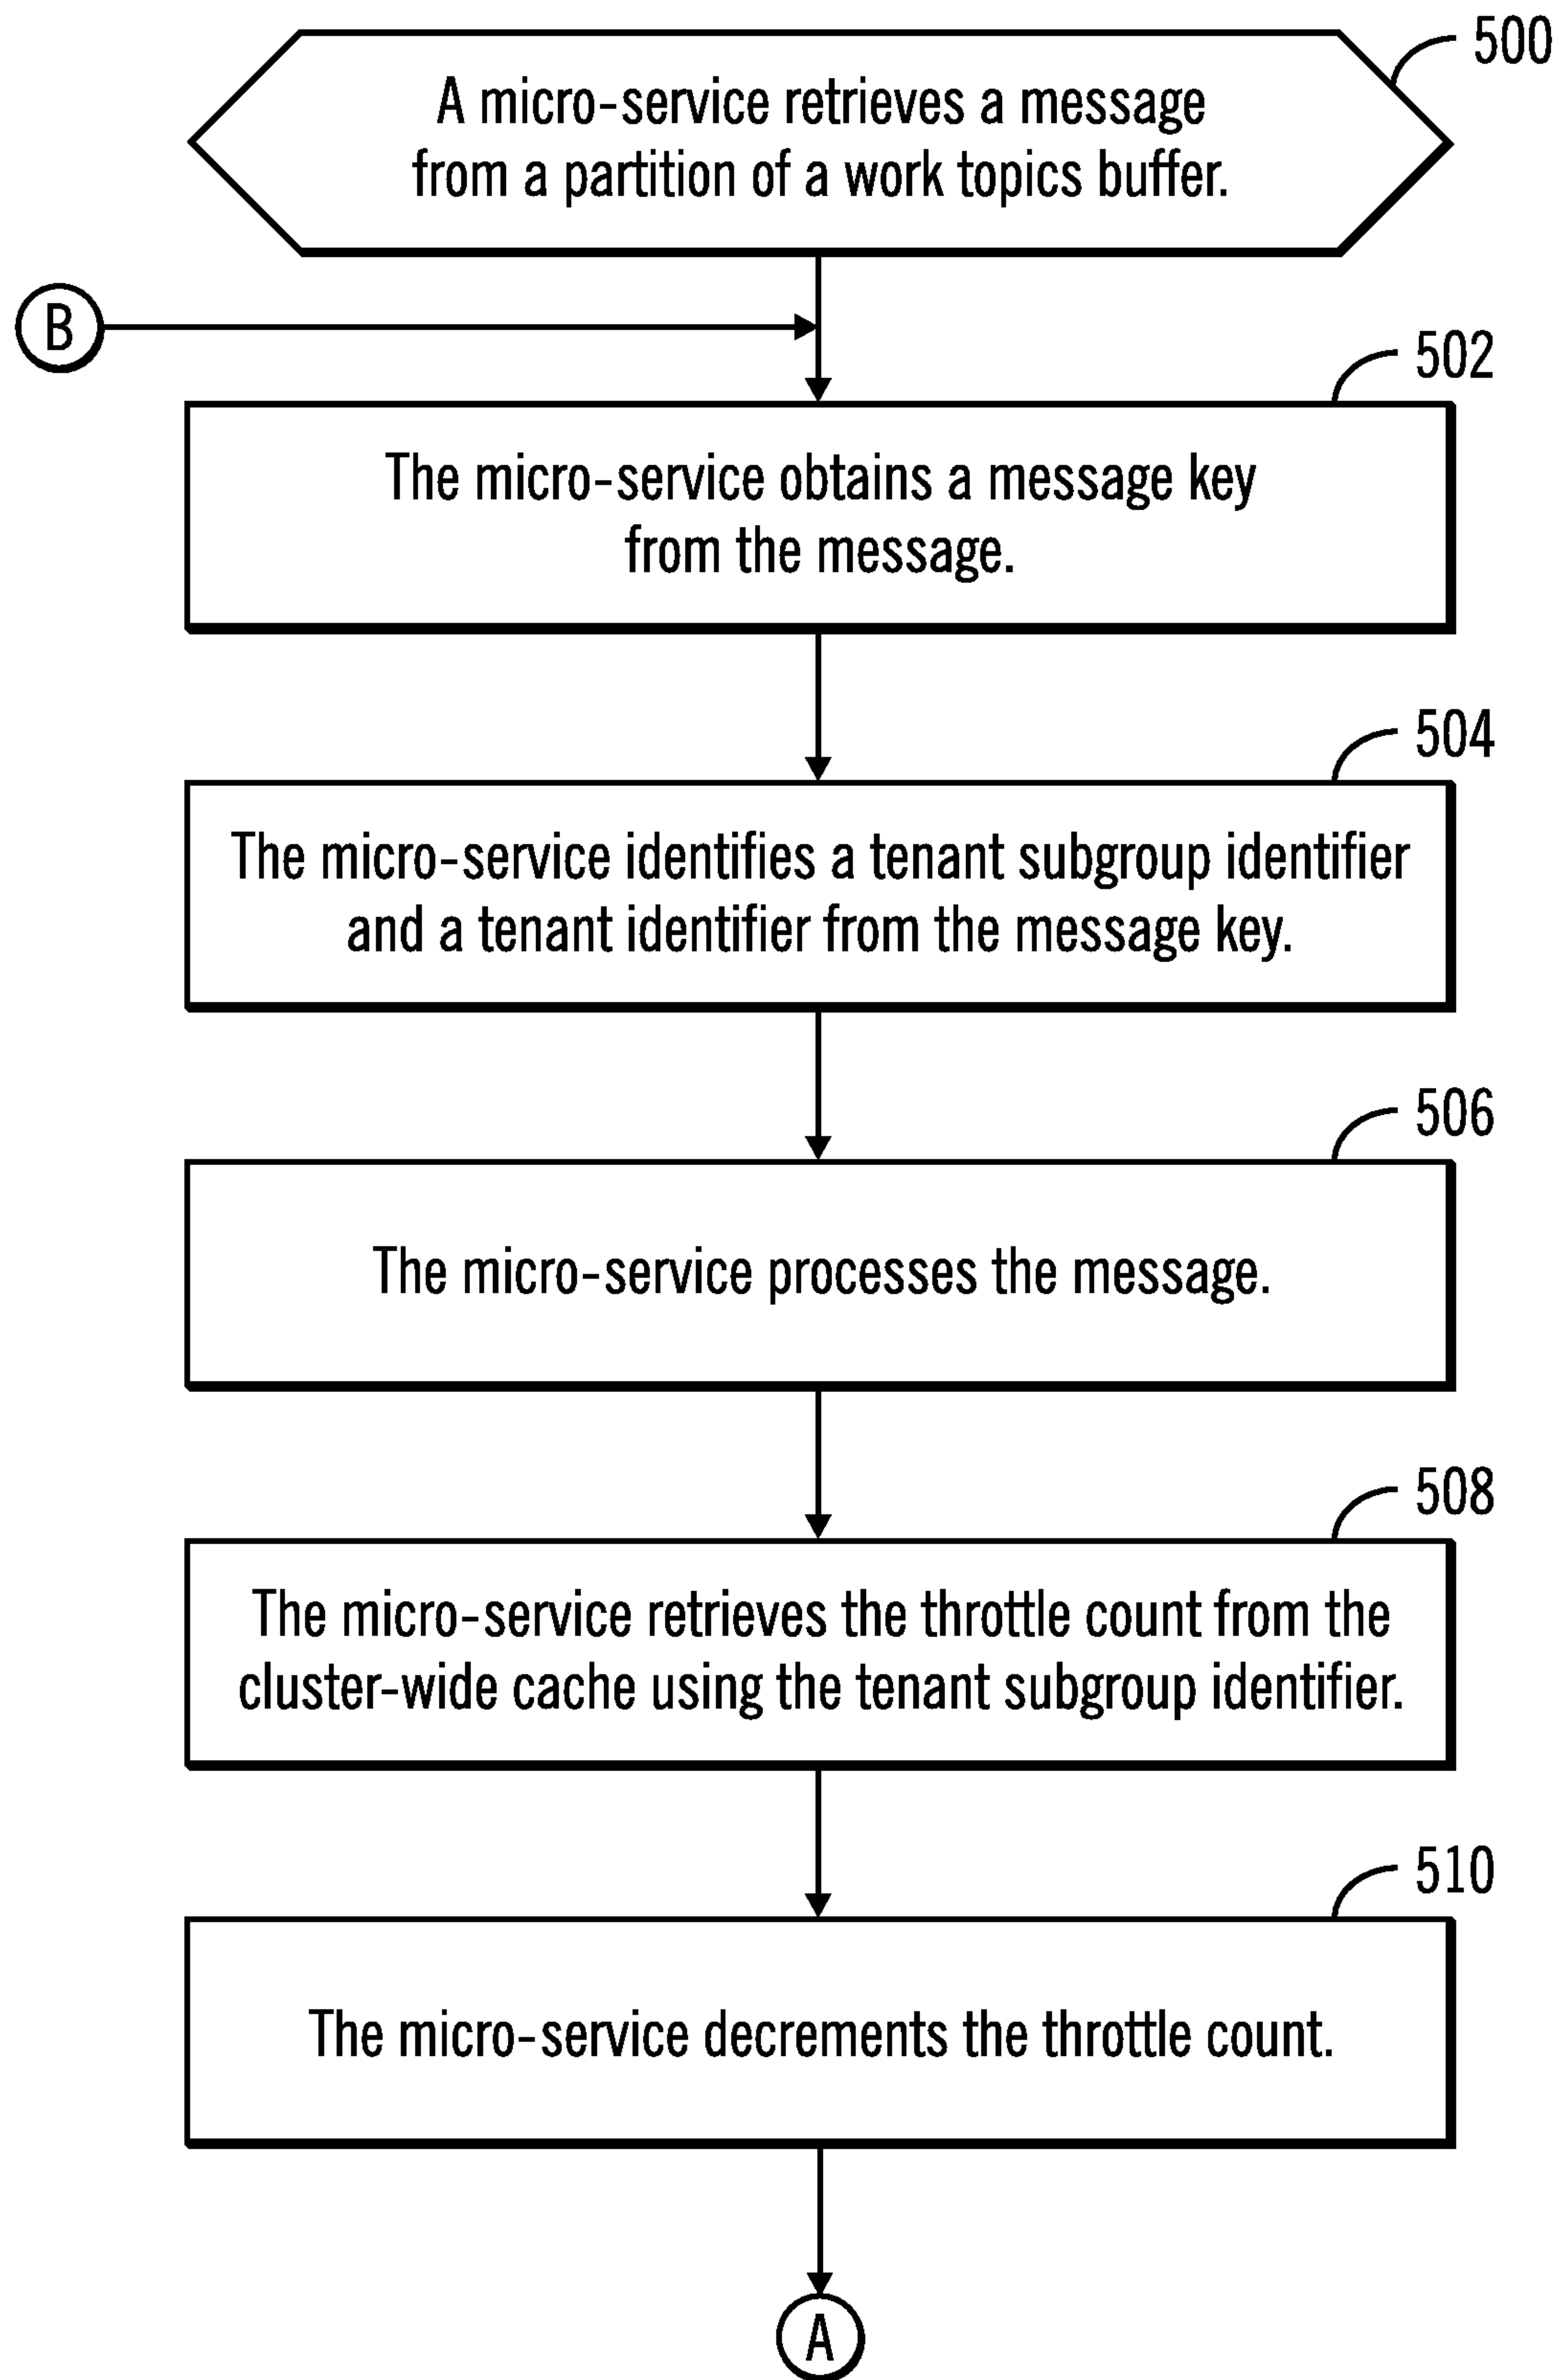 500
A micro-service retrieves a message
from a partition of a work topics buffer.
B
502
The micro-service obtains a message key
from the message.
504
The micro-service identifies a tenant subgroup identifier
and a tenant identifier from the message key.
506
The micro-service processes the message.
508
The micro-service retrieves the throttle count from the
cluster-wide cache using the tenant subgroup identifier.
510
The micro-service decrements the throttle count.
A